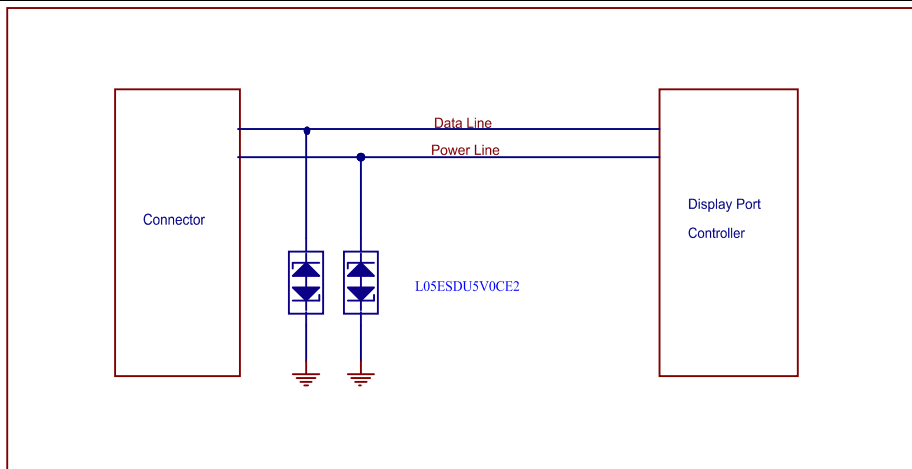 Data Line
Power Line
Connector
Display Port
Controller
L05ESDU5V0CE2